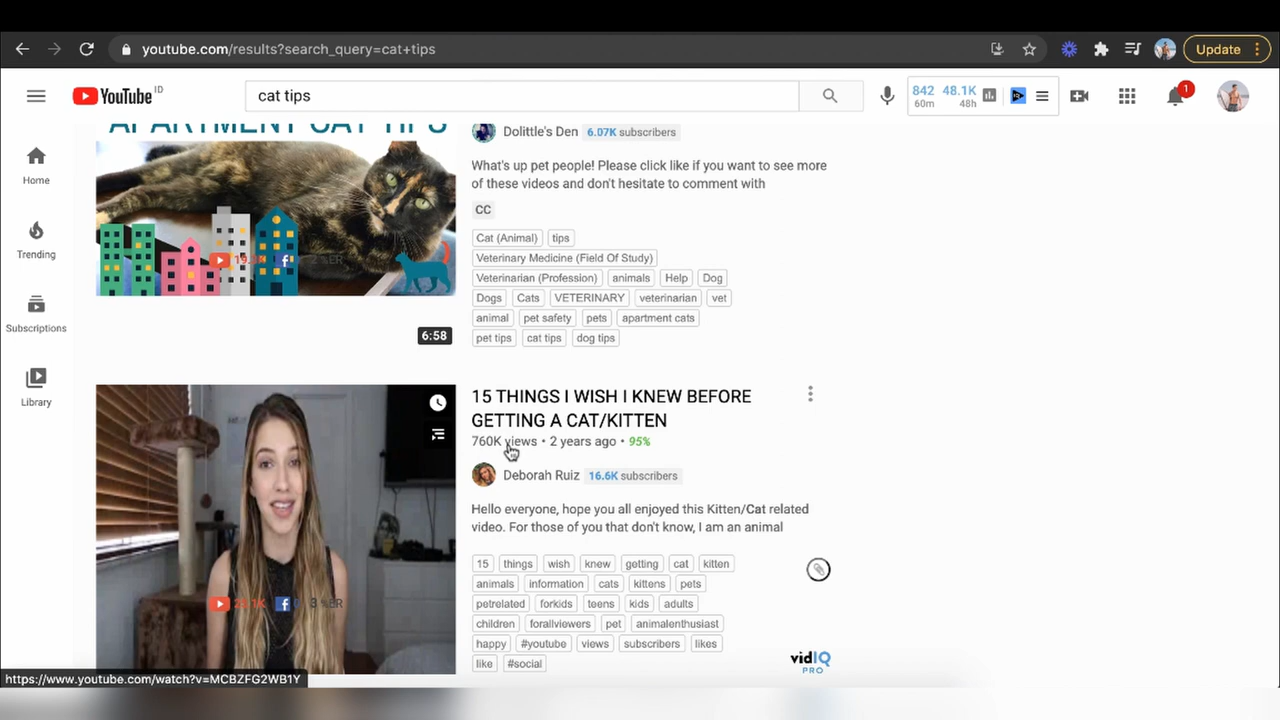 youtube.com/results?search_query=cat+tips
Update
YouTube ID
cat tips
842 48.1K
60m 48h
1
Home
Trending
Subscriptions
Library
APARTMENT CAT TIPS
6:58
Dolittle's Den 6.07K subscribers
What's up pet people! Please click like if you want to see more
of these videos and don't hesitate to comment with
CC
Cat (Animal) tips
Veterinary Medicine (Field Of Study)
Veterinarian (Profession) animals Help Dog
Dogs Cats VETERINARY veterinarian vet
animal pet safety pets apartment cats
pet tips cat tips dog tips
15 THINGS I WISH I KNEW BEFORE
GETTING A CAT/KITTEN
760K views • 2 years ago • 95%
Deborah Ruiz 16.6K subscribers
Hello everyone, hope you all enjoyed this Kitten/Cat related
video. For those of you that don't know, I am an animal
15 things wish knew getting cat kitten
animals information cats kittens pets
petrelated forkids teens kids adults
children forallviewers pet animalenthusiast
happy #youtube views subscribers likes
like #social
vidIQ
PRO
https://www.youtube.com/watch?v=MCBZFG2WB1Y